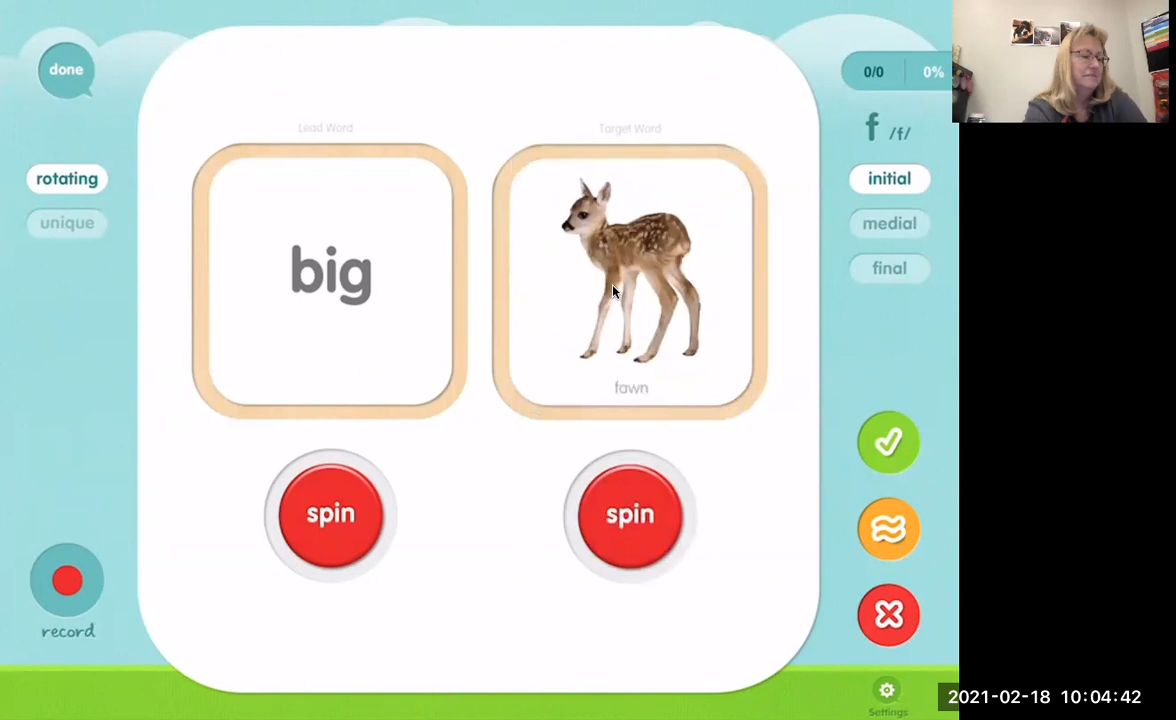 done
0/0 0%
f /f/
Lead Word Target Word
rotating
unique
initial
medial
final
big
fawn
spin spin
record
Settings
2021-02-18 10:04:42